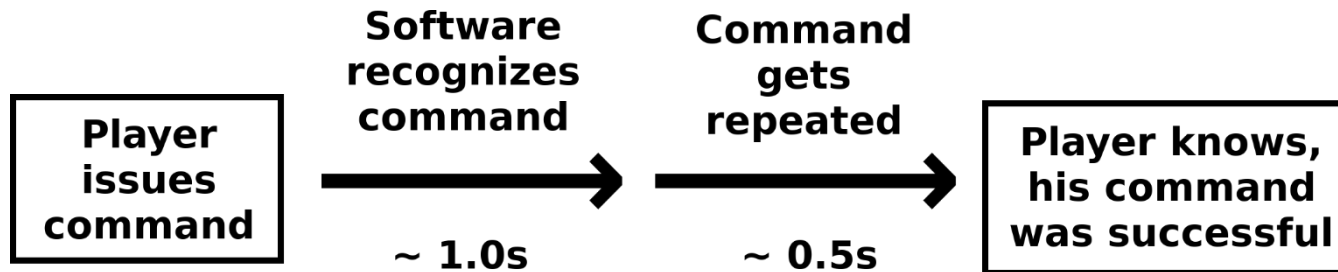 Player
issues
command
Software
recognizes
command
~ 1.0s
Command
gets
repeated
~ 0.5s
Player knows,
his command
was successful